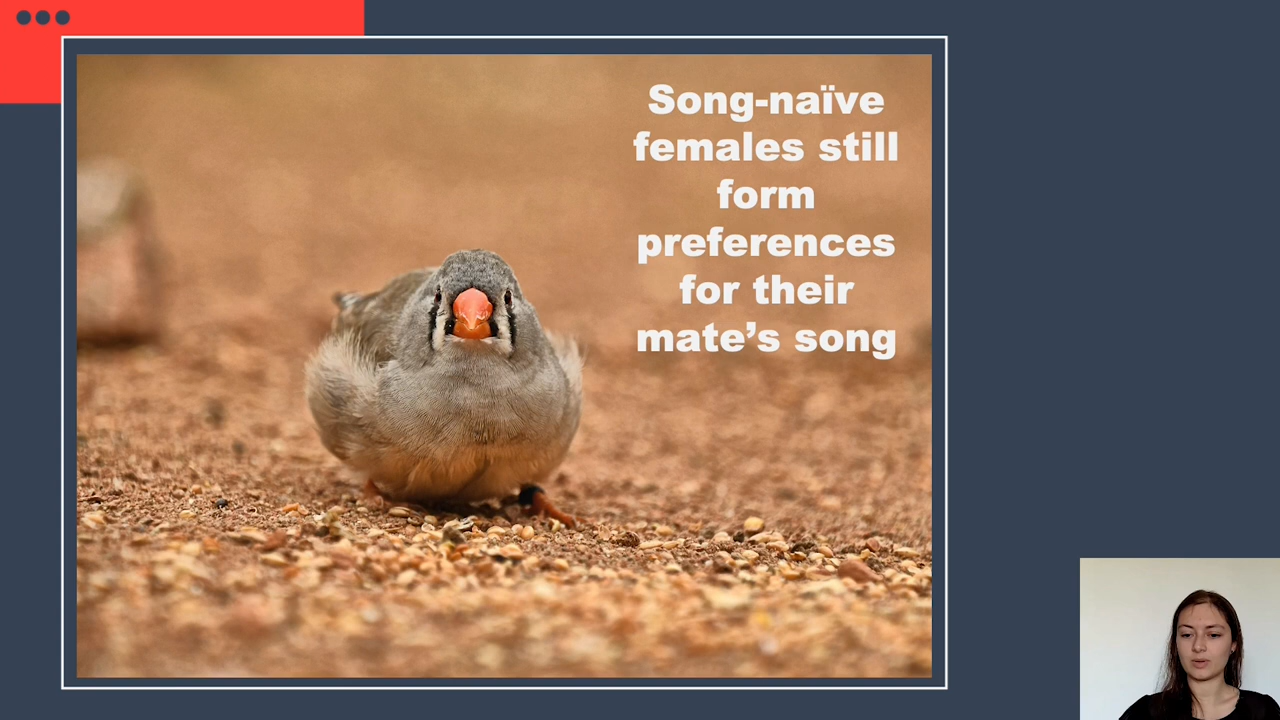 Song-naïve
females still
form
preferences
for their
mate’s song